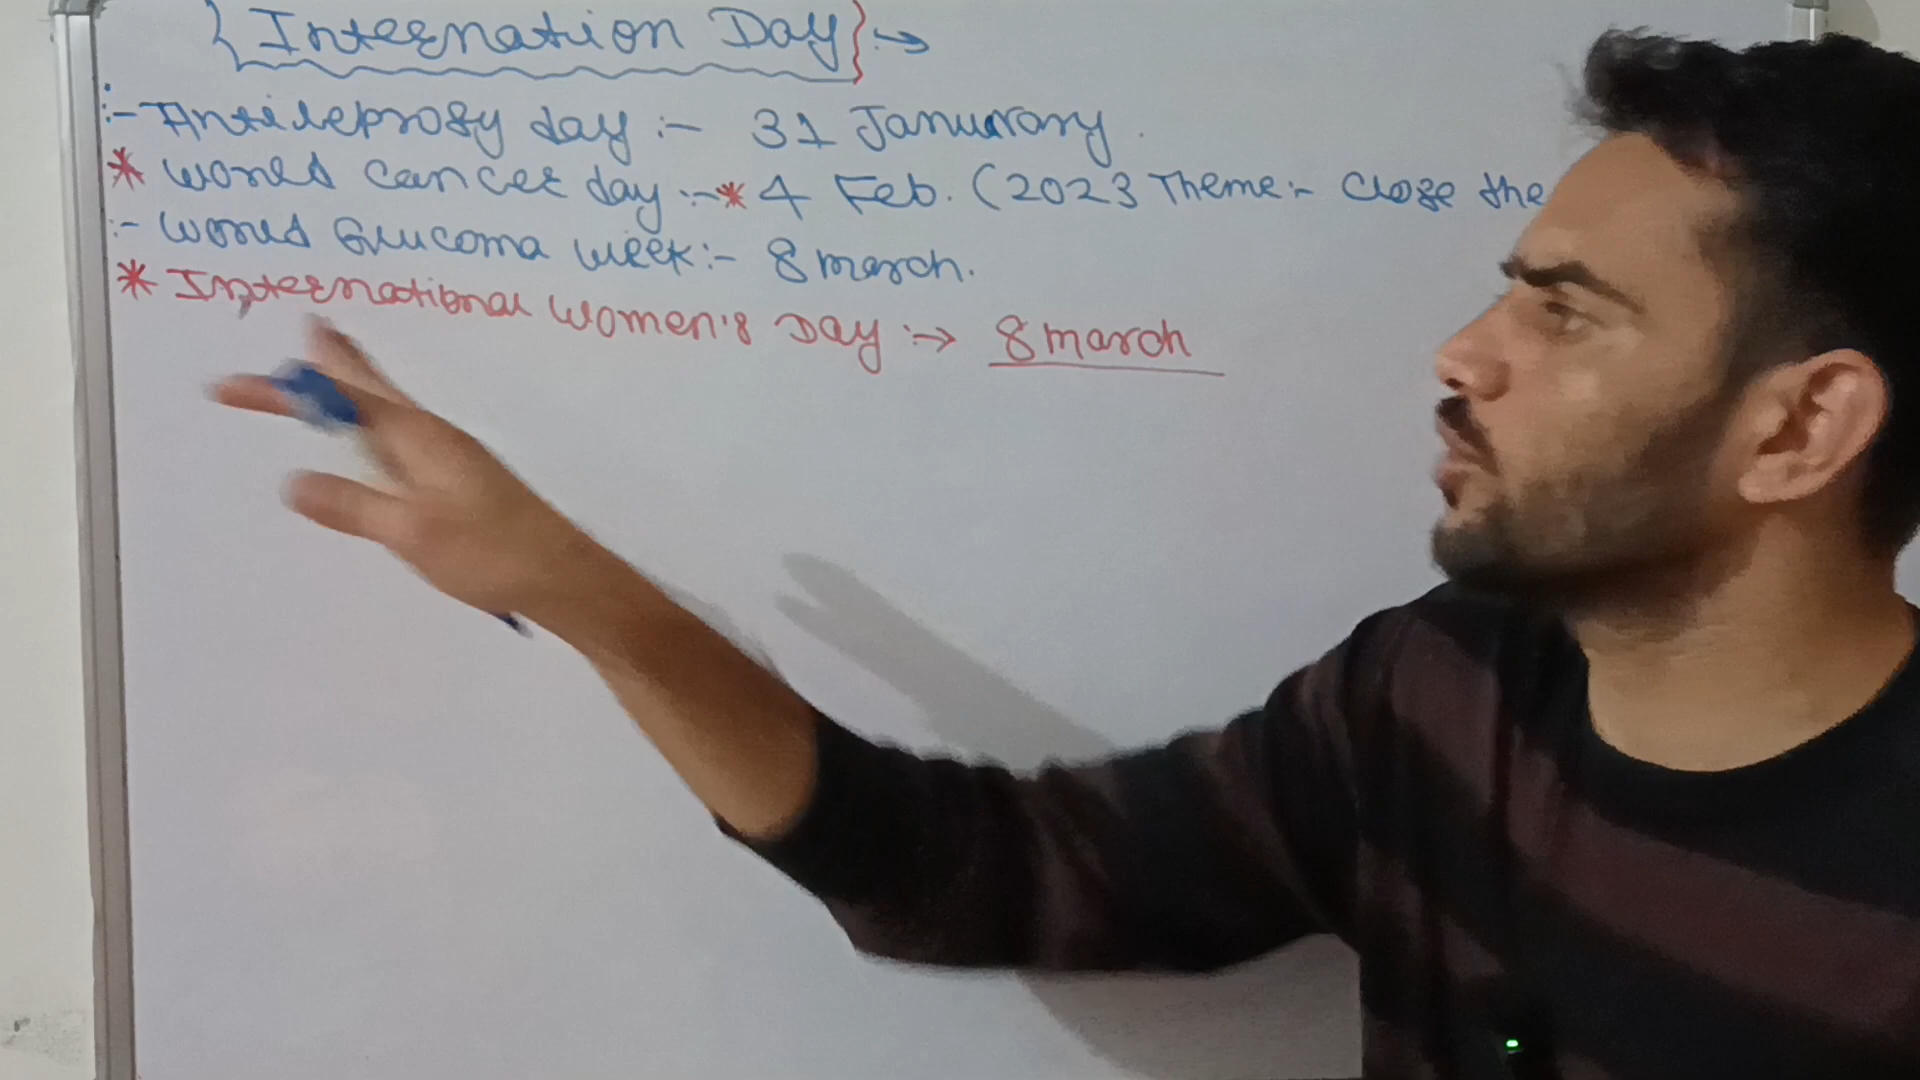 {Internation Day}:→
:- Antileprosy day :- 31 Janurary.
* World cancer day :-* 4 Feb. (2023 Theme:- Close the
:- World Glucoma week:- 8 march.
* International women's Day :→ 8 march